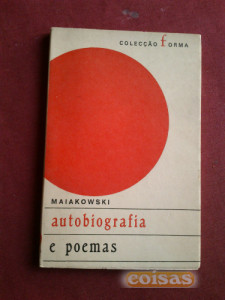 COLECÇÃO fORMA
MAIAKOWSKI
autobiografia
e poemas
coisas